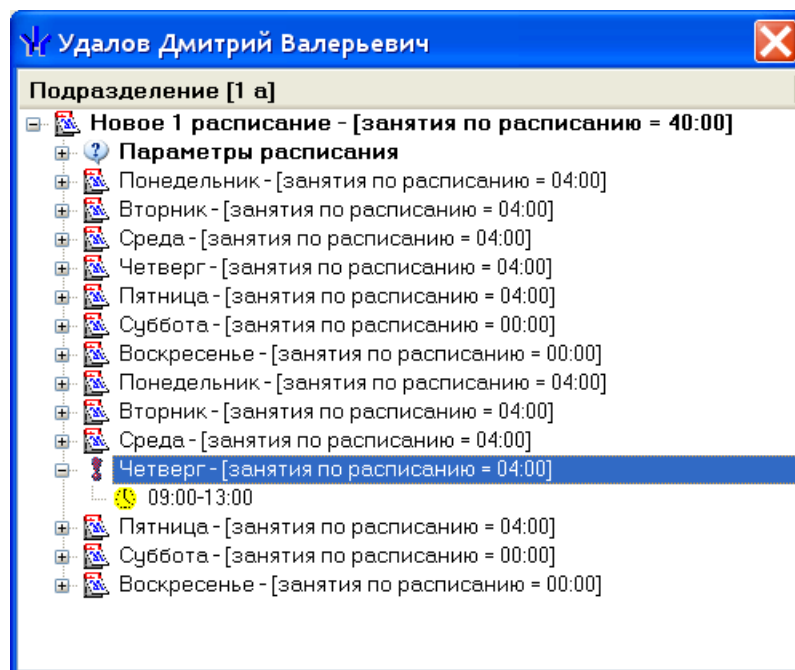 Удалов Дмитрий Валерьевич
Подразделение [1 а]
Новое 1 расписание - [занятия по расписанию = 40:00]
Параметры расписания
Понедельник - [занятия по расписанию = 04:00]
Вторник - [занятия по расписанию = 04:00]
Среда - [занятия по расписанию = 04:00]
Четверг - [занятия по расписанию = 04:00]
Пятница - [занятия по расписанию = 04:00]
Суббота - [занятия по расписанию = 00:00]
Воскресенье - [занятия по расписанию = 00:00]
Понедельник - [занятия по расписанию = 04:00]
Вторник - [занятия по расписанию = 04:00]
Среда - [занятия по расписанию = 04:00]
Четверг - [занятия по расписанию = 04:00]
09:00-13:00
Пятница - [занятия по расписанию = 04:00]
Суббота - [занятия по расписанию = 00:00]
Воскресенье - [занятия по расписанию = 00:00]